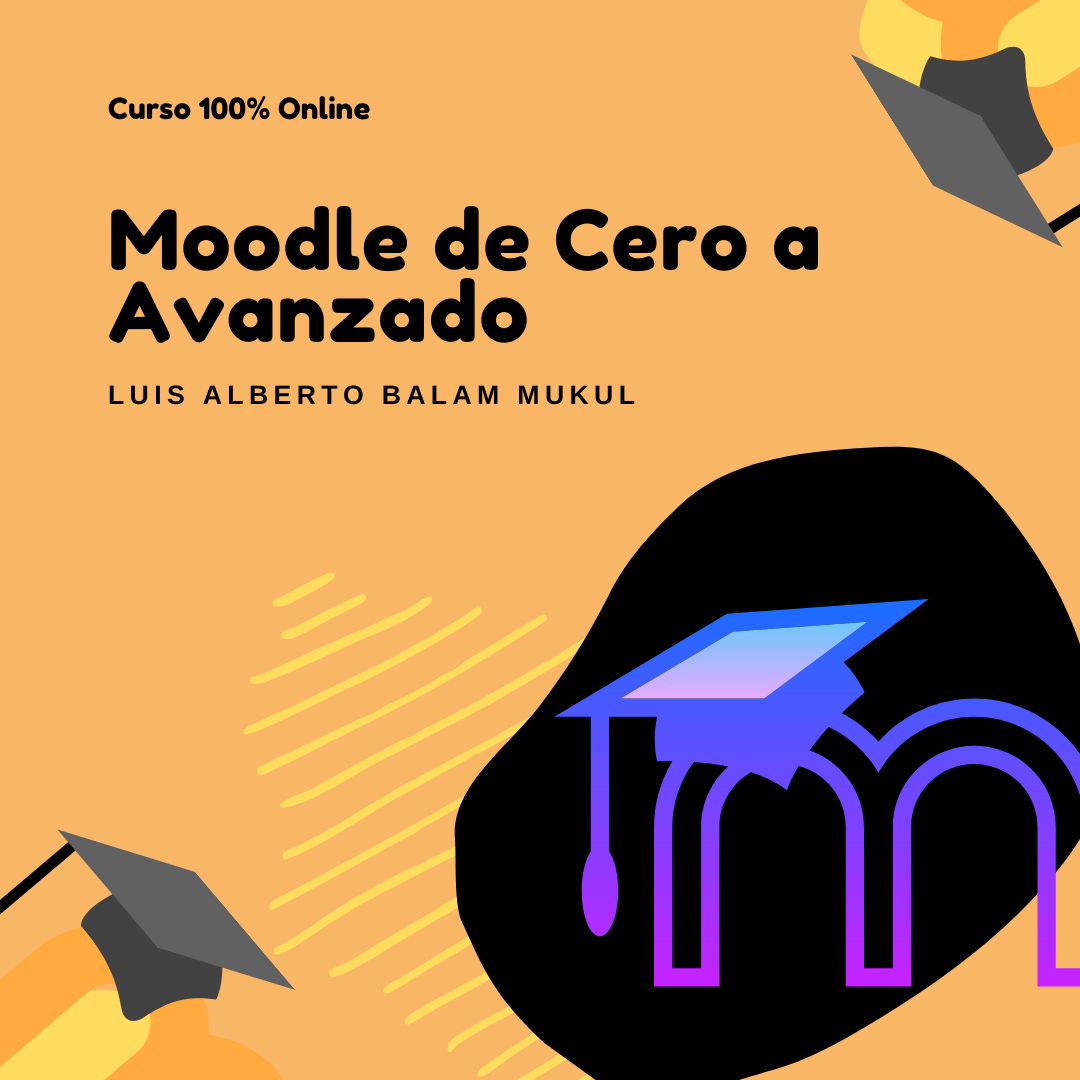 Curso 100% Online
Moodle de Cero a
Avanzado
LUIS ALBERTO BALAM MUKUL
m